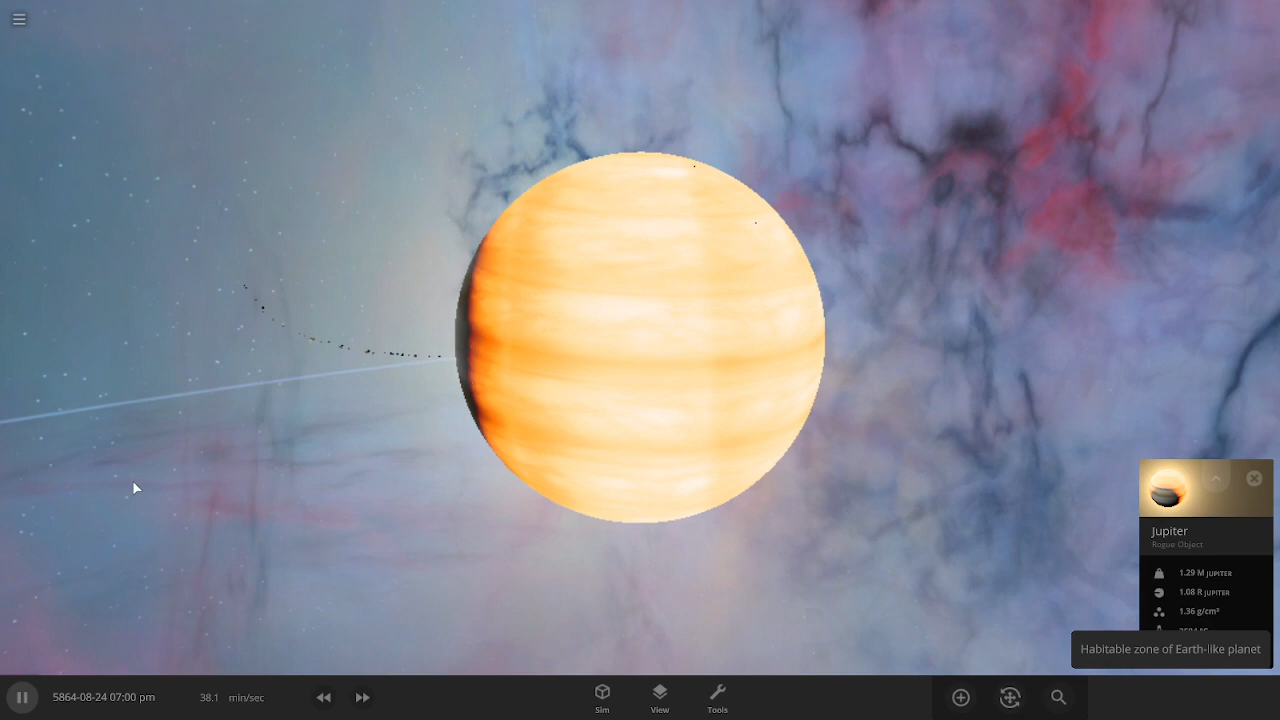 Jupiter
Rogue Object
1.29 M JUPITER
1.08 R JUPITER
1.36 g/cm³
Habitable zone of Earth-like planet
5864-08-24 07:00 pm
38.1 min/sec
Sim
View
Tools